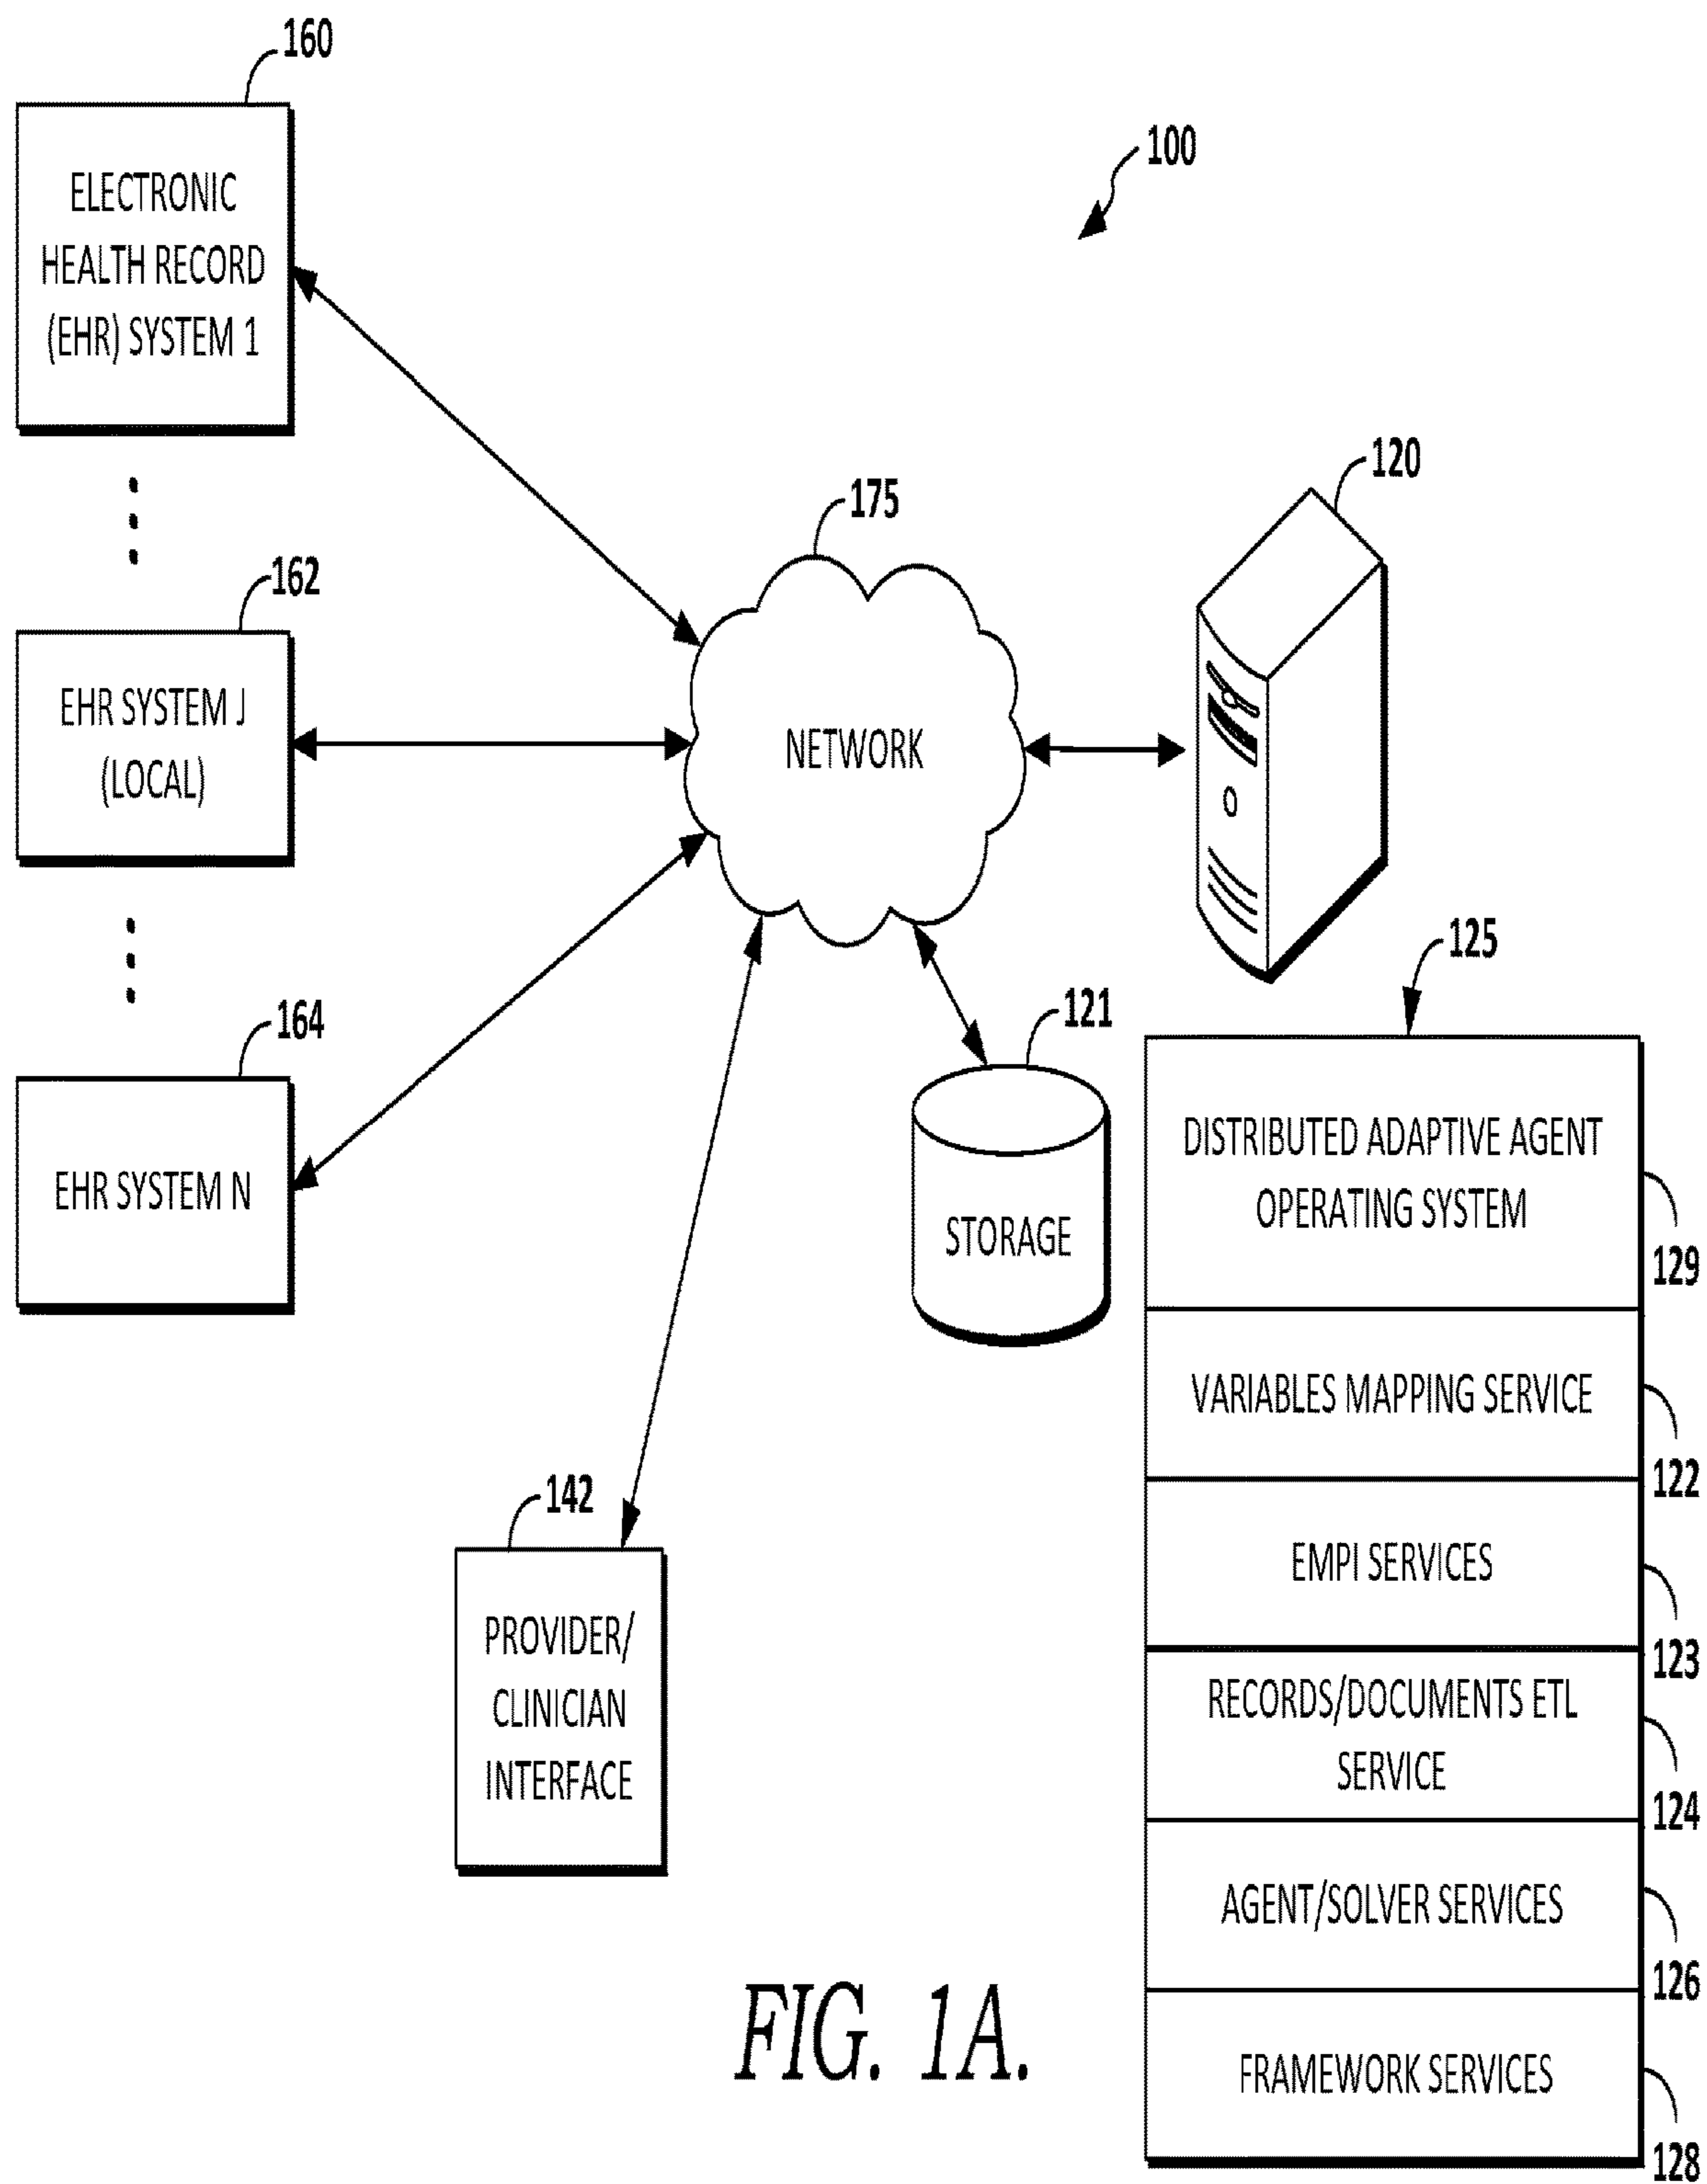 160
ELECTRONIC
HEALTH RECORD
(EHR) SYSTEM 1
100
120
175
162
EHR SYSTEM J
(LOCAL)
NETWORK
125
164
121
EHR SYSTEM N
STORAGE
DISTRIBUTED ADAPTIVE AGENT
OPERATING SYSTEM
129
VARIABLES MAPPING SERVICE
122
142
PROVIDER/
CLINICIAN
INTERFACE
EMPI SERVICES
123
RECORDS/DOCUMENTS ETL
SERVICE
124
AGENT/SOLVER SERVICES
126
FRAMEWORK SERVICES
128
FIG. 1A.